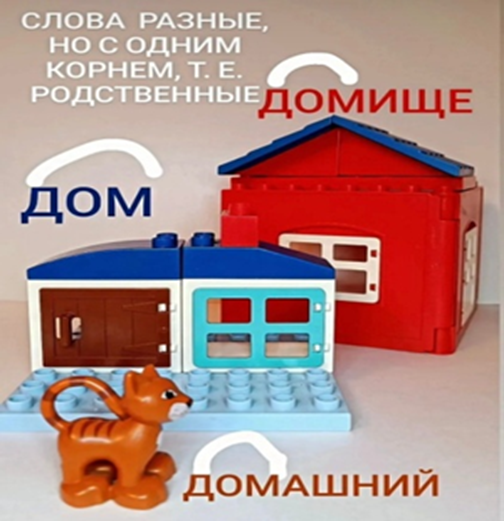 СЛОВА РАЗНЫЕ,
НО С ОДНИМ
КОРНЕМ, Т. Е.
РОДСТВЕННЫЕ
ДОМИЩЕ
ДОМ
ДОМАШНИЙ